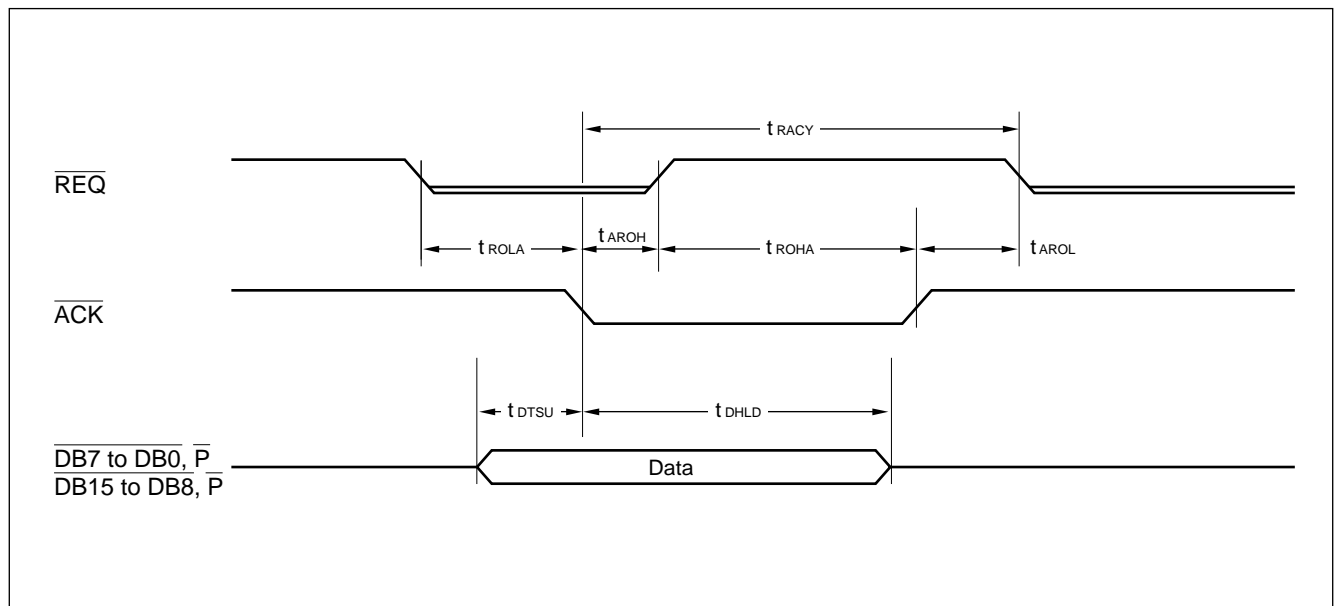 t RACY
REQ
t ROLA
t AROH
t ROHA
t AROL
ACK
t DTSU
t DHLD
DB7 to DB0, P
DB15 to DB8, P
Data